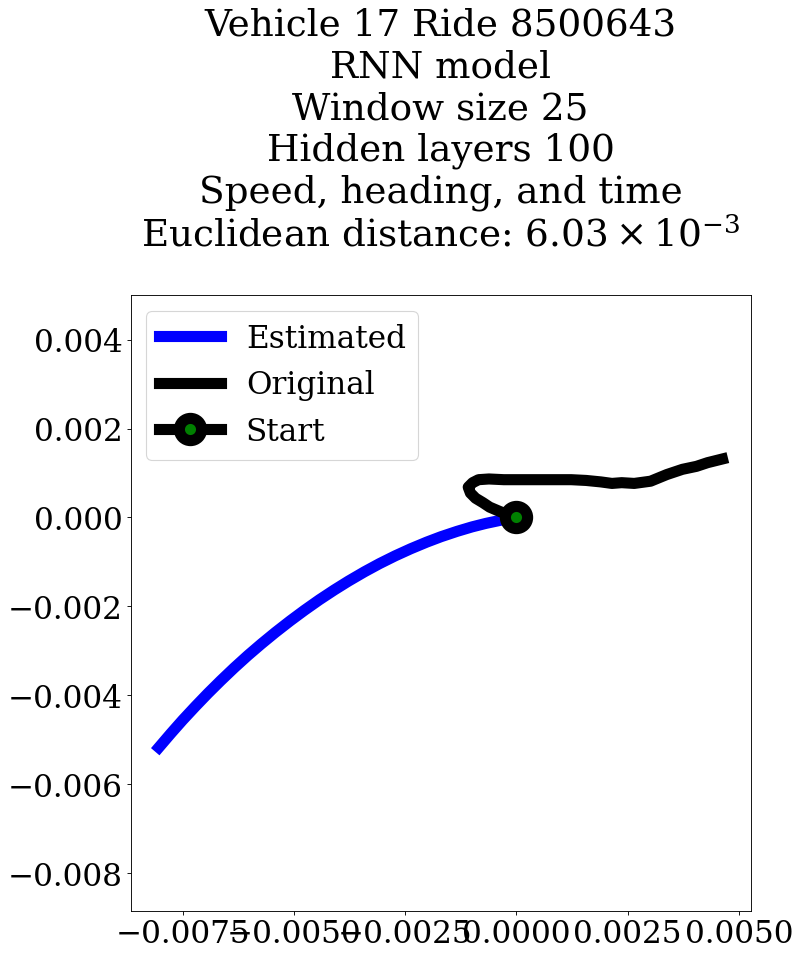 Vehicle 17 Ride 8500643
RNN model
Window size 25
Hidden layers 100
Speed, heading, and time
Euclidean distance: 6.03 × 10⁻³
Estimated
Original
Start
0.004
0.002
0.000
−0.002
−0.004
−0.006
−0.008
−0.0075 −0.0050 −0.0025 0.0000 0.0025 0.0050